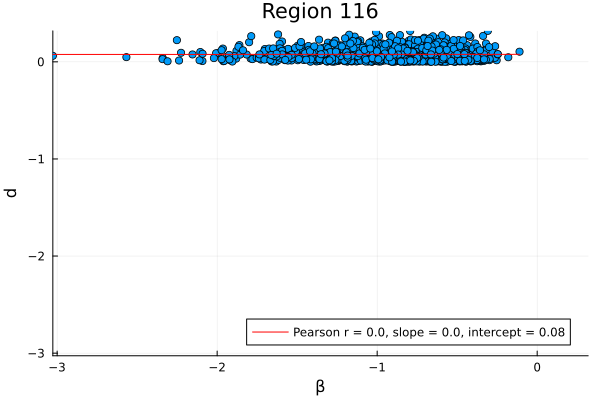 Region 116
d
0
−1
−2
−3
−3
−2
−1
0
β
Pearson r = 0.0, slope = 0.0, intercept = 0.08